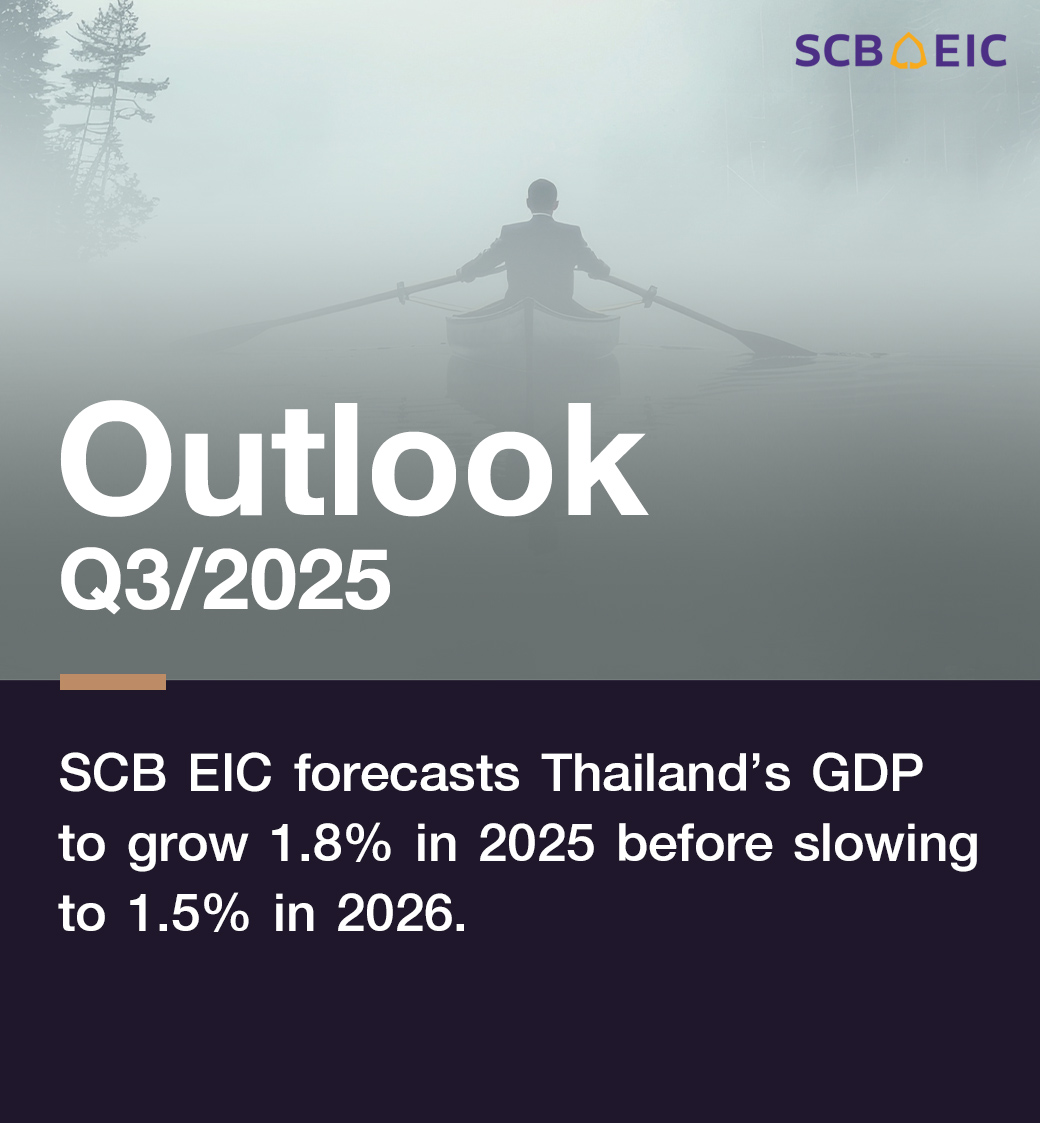 SCB EIC
Outlook
Q3/2025
SCB EIC forecasts Thailand’s GDP
to grow 1.8% in 2025 before slowing
to 1.5% in 2026.